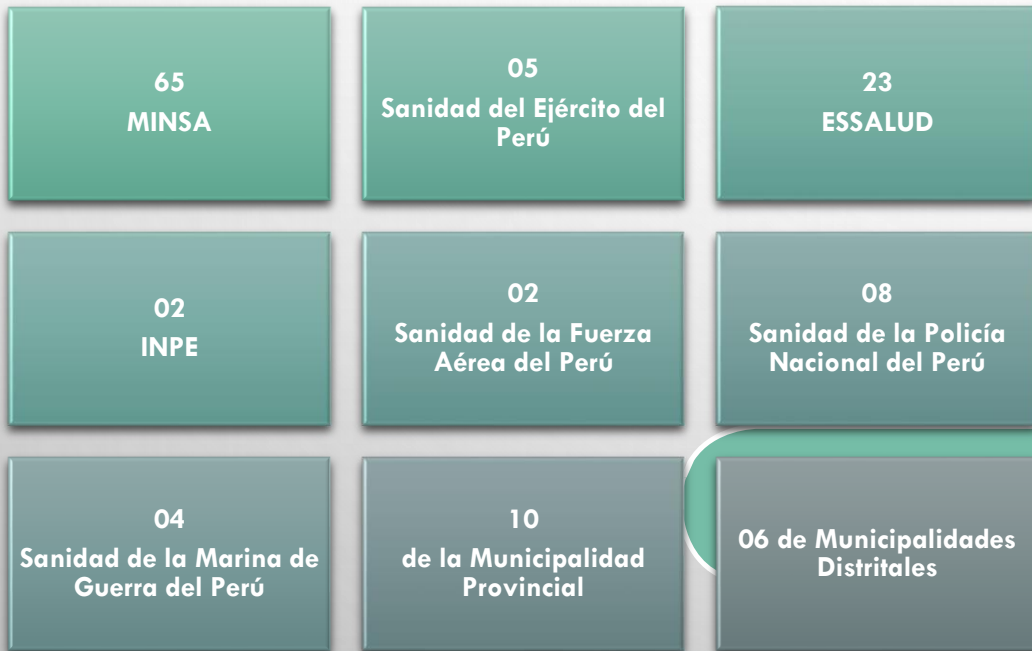 65
MINSA
05
Sanidad del Ejército del
Perú
23
ESSALUD
02
INPE
02
Sanidad de la Fuerza
Aérea del Perú
08
Sanidad de la Policía
Nacional del Perú
04
Sanidad de la Marina de
Guerra del Perú
10
de la Municipalidad
Provincial
06 de Municipalidades
Distritales